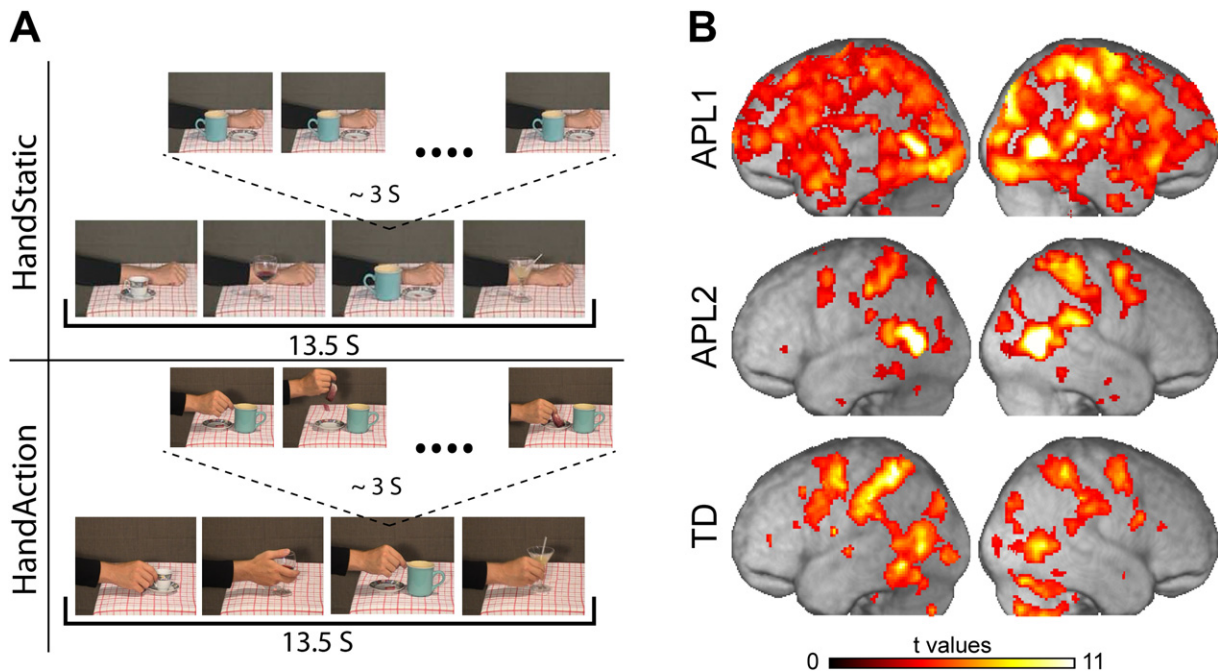 A
HandStatic
~ 3 S
13.5 S
HandAction
~ 3 S
13.5 S
B
APL1
APL2
TD
t values
0
11